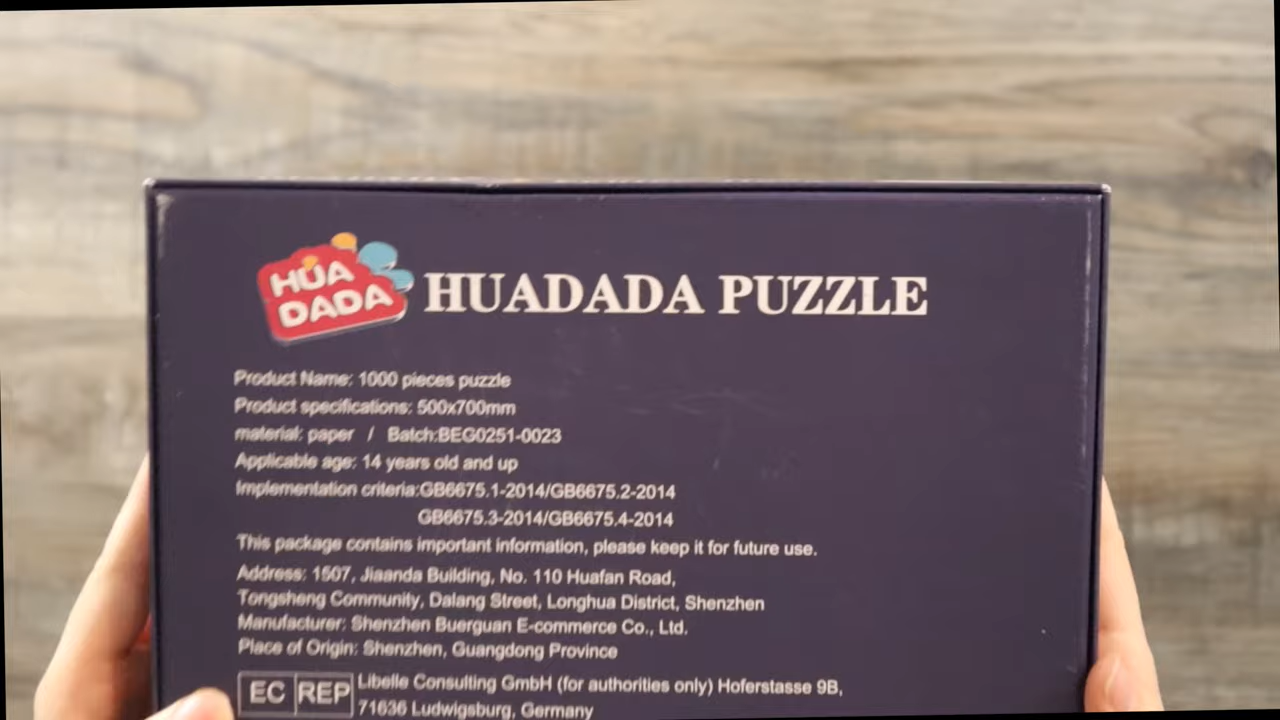 HUA
DADA
HUADADA PUZZLE
Product Name: 1000 pieces puzzle
Product specifications: 500x700mm
material: paper / Batch:BEG0251-0023
Applicable age: 14 years old and up
Implementation criteria:GB6675.1-2014/GB6675.2-2014
GB6675.3-2014/GB6675.4-2014
This package contains important information, please keep it for future use.
Address: 1507, Jiaanda Building, No. 110 Huafan Road,
Tongsheng Community, Dalang Street, Longhua District, Shenzhen
Manufacturer: Shenzhen Buerguan E-commerce Co., Ltd.
Place of Origin: Shenzhen, Guangdong Province
EC REP
Libelle Consulting GmbH (for authorities only) Hoferstasse 9B,
71636 Ludwigsburg, Germany